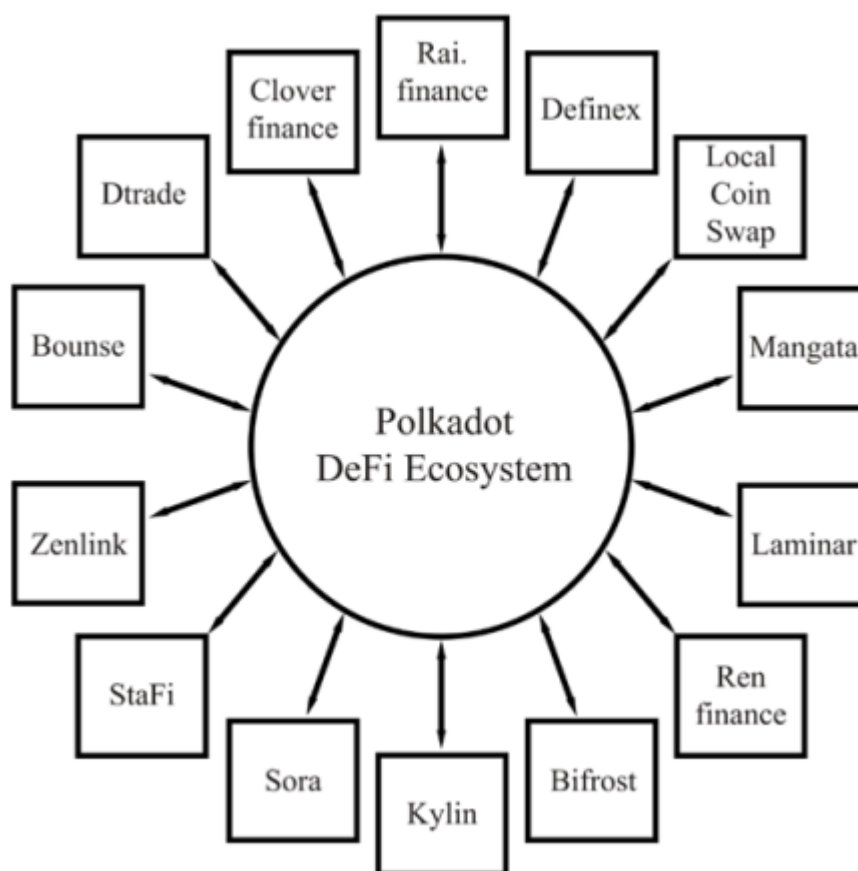 Rai.
finance
Clover
finance
Definex
Local
Coin
Swap
Dtrade
Bounse
Mangata
Polkadot
DeFi Ecosystem
Zenlink
Laminar
StaFi
Ren
finance
Sora
Kylin
Bifrost